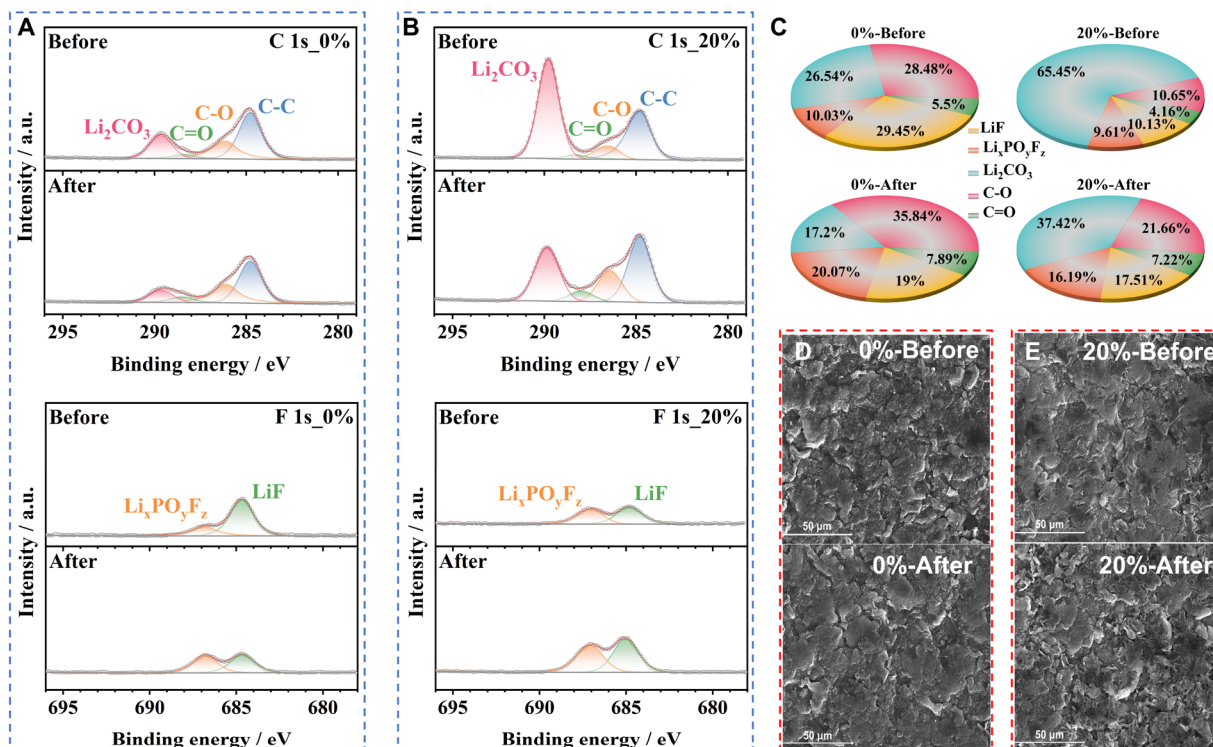 A
Before
C 1s_0%
Li2CO3
C=O
C-O
C-C
After
Intensity / a.u.
295
290
285
280
Binding energy / eV
Before
F 1s_0%
LixPOyFz
LiF
After
Intensity / a.u.
695
690
685
680
Binding energy / eV
B
Before
C 1s_20%
Li2CO3
C=O
C-O
C-C
After
Intensity / a.u.
295
290
285
280
Binding energy / eV
Before
F 1s_20%
LixPOyFz
LiF
After
Intensity / a.u.
695
690
685
680
Binding energy / eV
C
0%-Before
26.54%
28.48%
10.03%
5.5%
29.45%
20%-Before
65.45%
10.65%
4.16%
10.13%
9.61%
LiF
LixPOyFz
Li2CO3
C-O
C=O
0%-After
35.84%
17.2%
7.89%
20.07%
19%
20%-After
37.42%
21.66%
7.22%
16.19%
17.51%
D
0%-Before
50 μm
0%-After
50 μm
E
20%-Before
50 μm
20%-After
50 μm